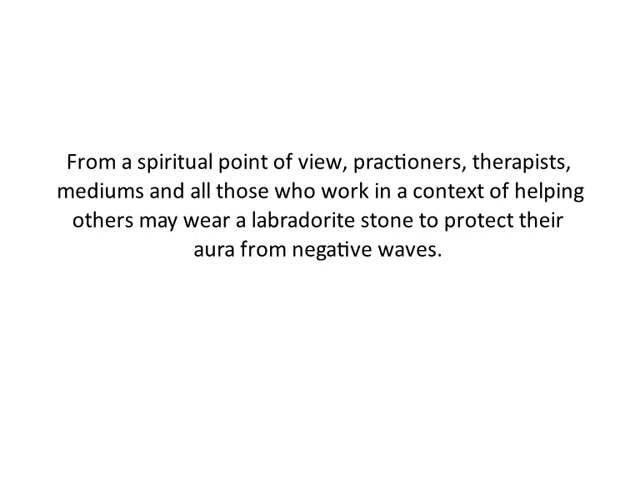 From a spiritual point of view, practioners, therapists,
mediums and all those who work in a context of helping
others may wear a labradorite stone to protect their
aura from negative waves.